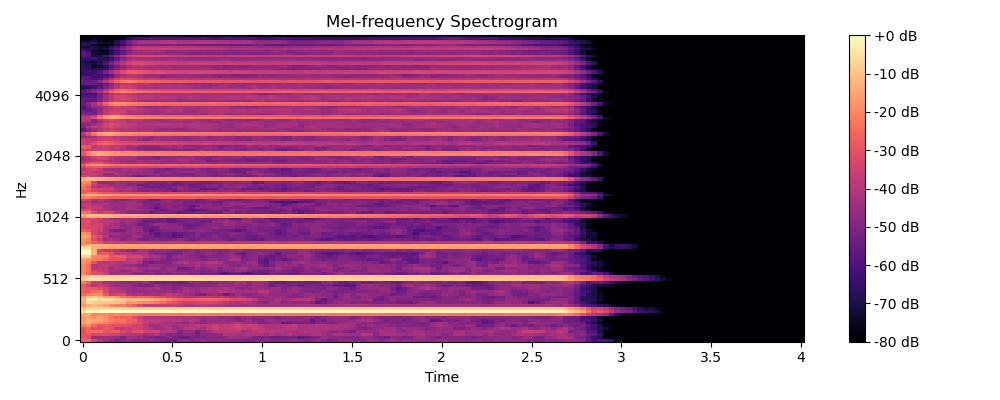 Mel-frequency Spectrogram
Hz
4096
2048
1024
512
0
0
0.5
1
1.5
2
2.5
3
3.5
4
Time
+0 dB
-10 dB
-20 dB
-30 dB
-40 dB
-50 dB
-60 dB
-70 dB
-80 dB